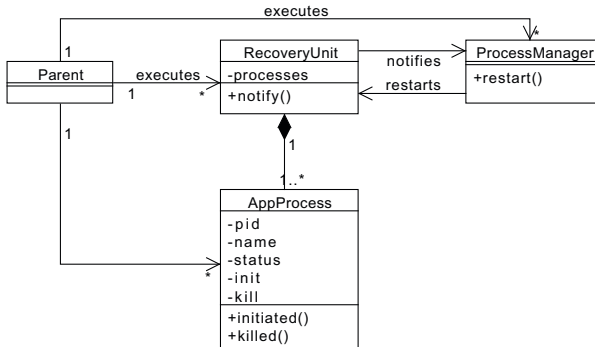 executes
1
*
Parent
1
executes
*
1
RecoveryUnit
-processes
+notify()
notifies
restarts
ProcessManager
+restart()
1
1..*
*
AppProcess
-pid
-name
-status
-init
-kill
+initiated()
+killed()